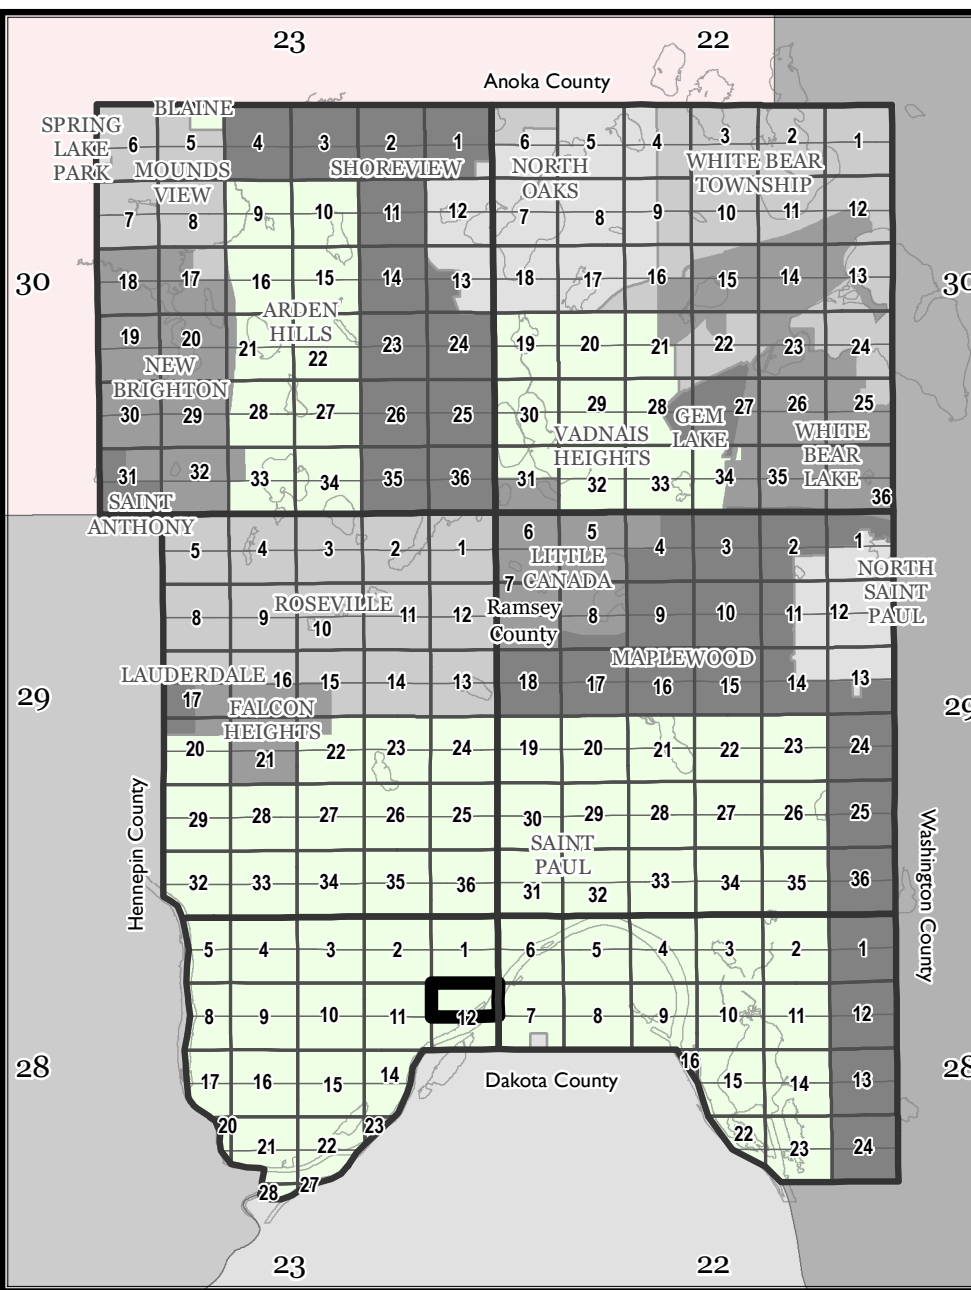 23 22
Anoka County
BLAINE
SPRING
LAKE
PARK
6 5 4 3 2 1 6 5 4 3 2 1
MOUNDS
VIEW
SHOREVIEW
NORTH
OAKS
WHITE BEAR
TOWNSHIP
7 8 9 10 11 12 7 8 9 10 11 12
30 18 17 16 15 14 13 18 17 16 15 14 13 30
ARDEN
HILLS
19 20 21 22 23 24 19 20 21 22 23 24
NEW
BRIGHTON
30 29 28 27 26 25 30 29 28 27 26 25
GEM
LAKE
VADNAIS
HEIGHTS
WHITE
BEAR
LAKE
31 32 33 34 35 36 31 32 33 34 35 36
SAINT
ANTHONY
5 4 3 2 1 6 5 4 3 2 1
LITTLE
CANADA
NORTH
SAINT
PAUL
ROSEVILLE
Ramsey
County
8 9 10 11 12 7 8 9 10 11 12
MAPLEWOOD
LAUDERDALE
29 17 16 15 14 13 18 17 16 15 14 13 29
FALCON
HEIGHTS
20 21 22 23 24 19 20 21 22 23 24
29 28 27 26 25 30 29 28 27 26 25
SAINT
PAUL
Hennepin County
Washington County
32 33 34 35 36 31 32 33 34 35 36
5 4 3 2 1 6 5 4 3 2 1
8 9 10 11 12 7 8 9 10 11 12
28 17 16 15 14 16 15 14 13 28
Dakota County
20 21 22 23 22 23 24
28 27
23 22